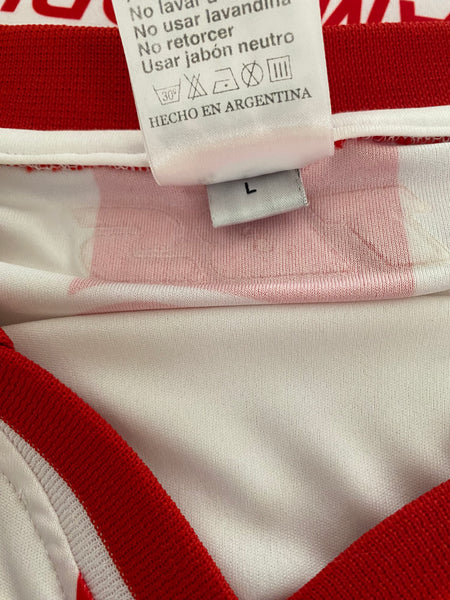 No lavar a
No usar lavandina
No retorcer
Usar jabón neutro
30°
HECHO EN ARGENTINA
L